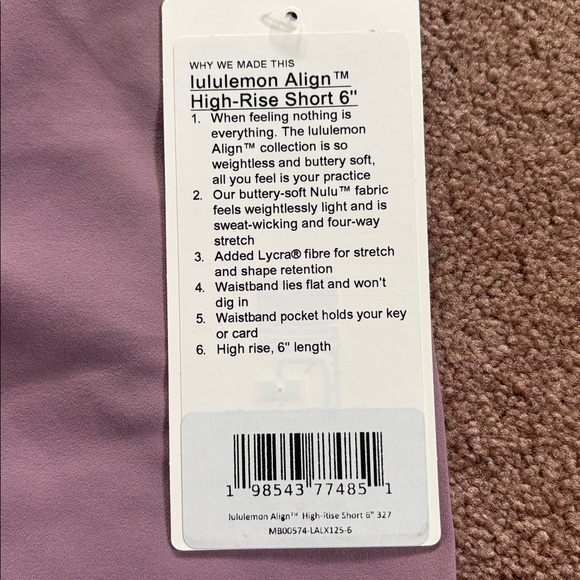 WHY WE MADE THIS
lululemon Align™
High-Rise Short 6"
1. When feeling nothing is
everything. The lululemon
Align™ collection is so
weightless and buttery soft,
all you feel is your practice
2. Our buttery-soft Nulu™ fabric
feels weightlessly light and is
sweat-wicking and four-way
stretch
3. Added Lycra® fibre for stretch
and shape retention
4. Waistband lies flat and won't
dig in
5. Waistband pocket holds your key
or card
6. High rise, 6" length
1 98543 77485 1
lululemon Align™ High-Rise Short 6" 327
MB00574-LALX125-6